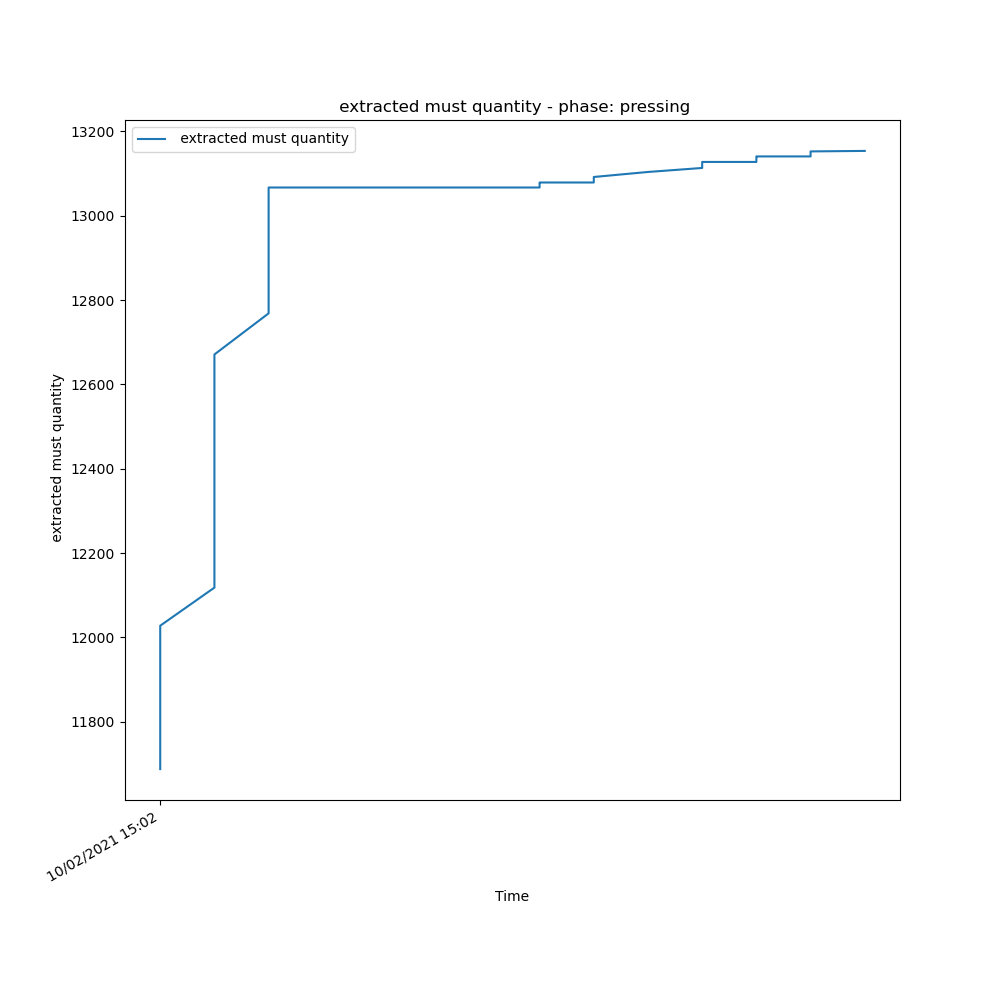 extracted must quantity - phase: pressing
extracted must quantity
13200
13000
12800
12600
12400
12200
12000
11800
extracted must quantity
10/02/2021 15:02
Time